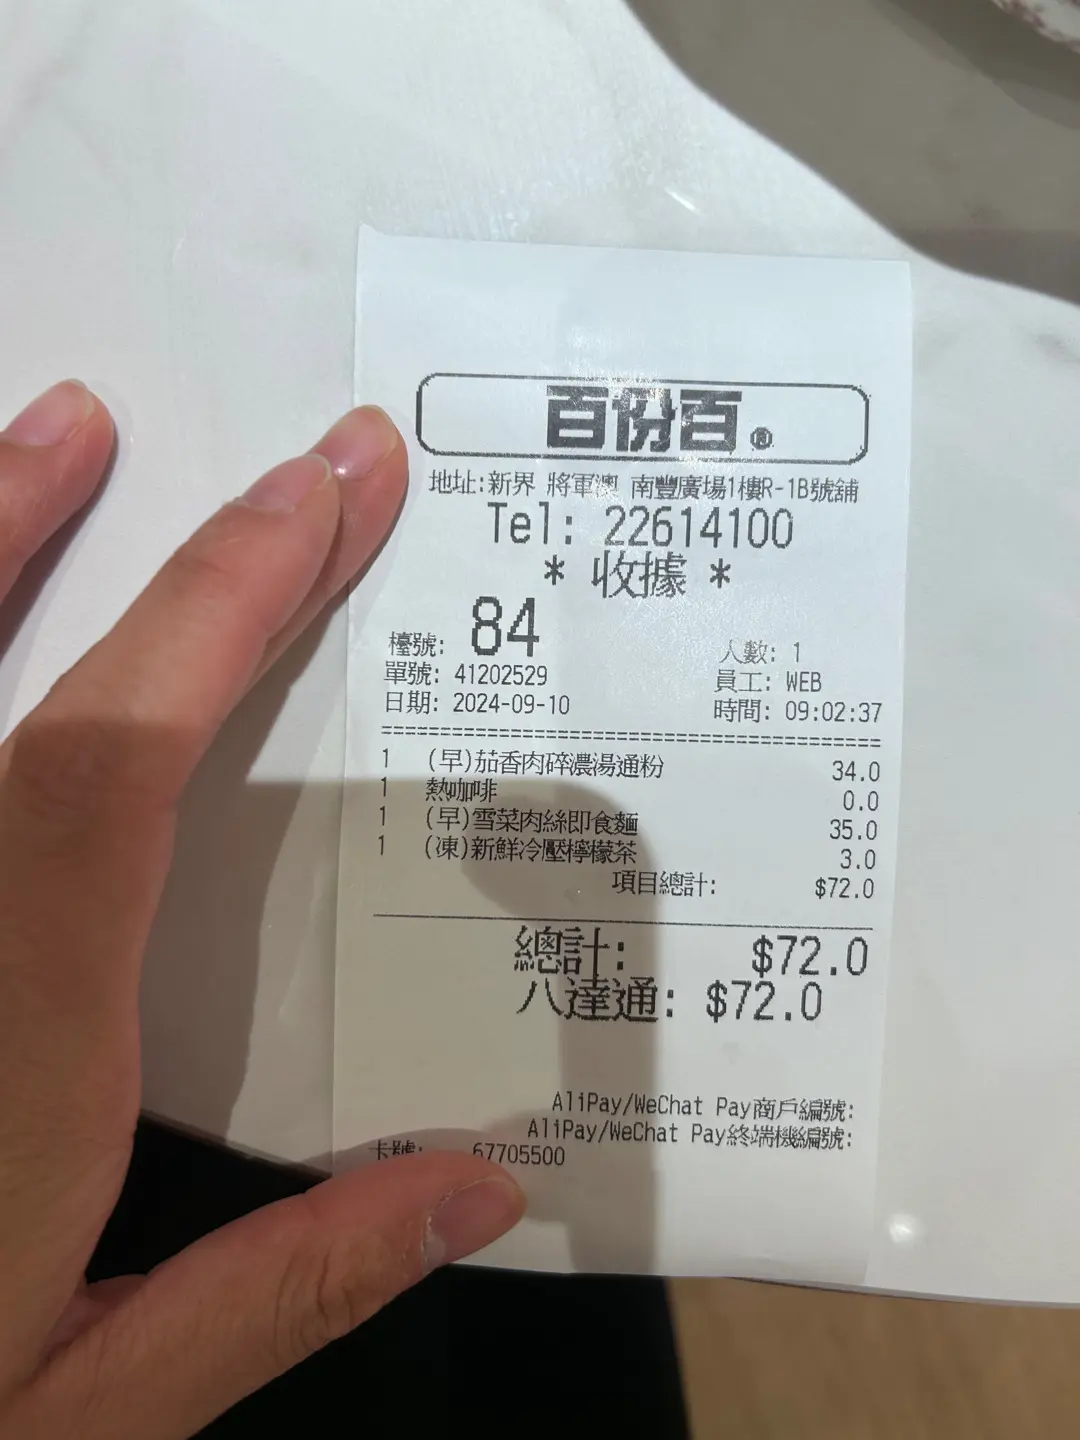 百份百®
地址:新界 將軍澳 南豐廣場1樓R-1B號舖
Tel: 22614100
* 收據 *
檯號: 84 人數: 1
單號: 41202529 員工: WEB
日期: 2024-09-10 時間: 09:02:37
1 (早)茄香肉碎濃湯通粉 34.0
1 熱咖啡 0.0
1 (早)雪菜肉絲即食麵 35.0
1 (凍)新鮮冷壓檸檬茶 3.0
項目總計: $72.0
總計: $72.0
八達通: $72.0
AliPay/WeChat Pay商戶編號:
AliPay/WeChat Pay終端機編號:
卡號: 67705500